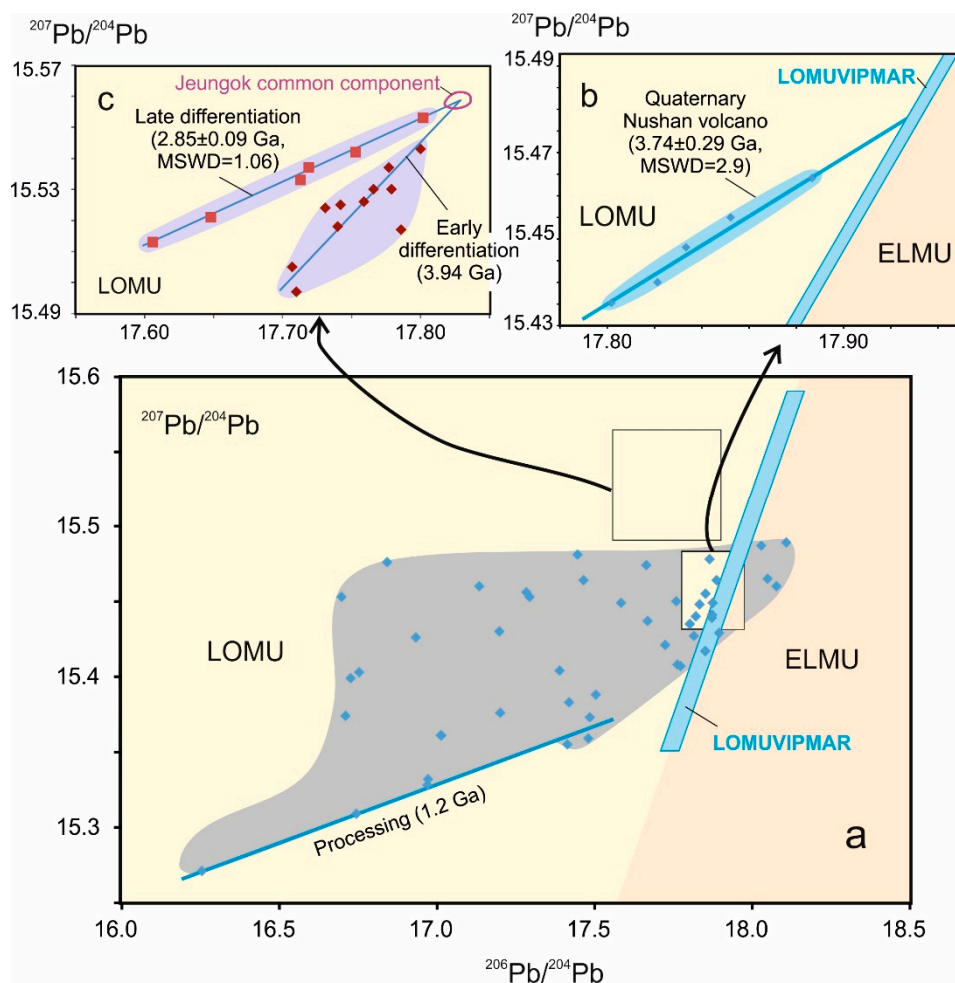 ²⁰⁷Pb/²⁰⁴Pb
15.57
15.53
15.49
c
Jeungok common component
Late differentiation
(2.85±0.09 Ga,
MSWD=1.06)
Early
differentiation
(3.94 Ga)
LOMU
17.60
17.70
17.80
²⁰⁷Pb/²⁰⁴Pb
15.49
15.47
15.45
15.43
b
LOMUVIPMAR
Quaternary
Nushan volcano
(3.74±0.29 Ga,
MSWD=2.9)
LOMU
ELMU
17.80
17.90
15.6
15.5
15.4
15.3
²⁰⁷Pb/²⁰⁴Pb
LOMU
ELMU
LOMUVIPMAR
Processing (1.2 Ga)
a
16.0
16.5
17.0
17.5
18.0
18.5
²⁰⁶Pb/²⁰⁴Pb